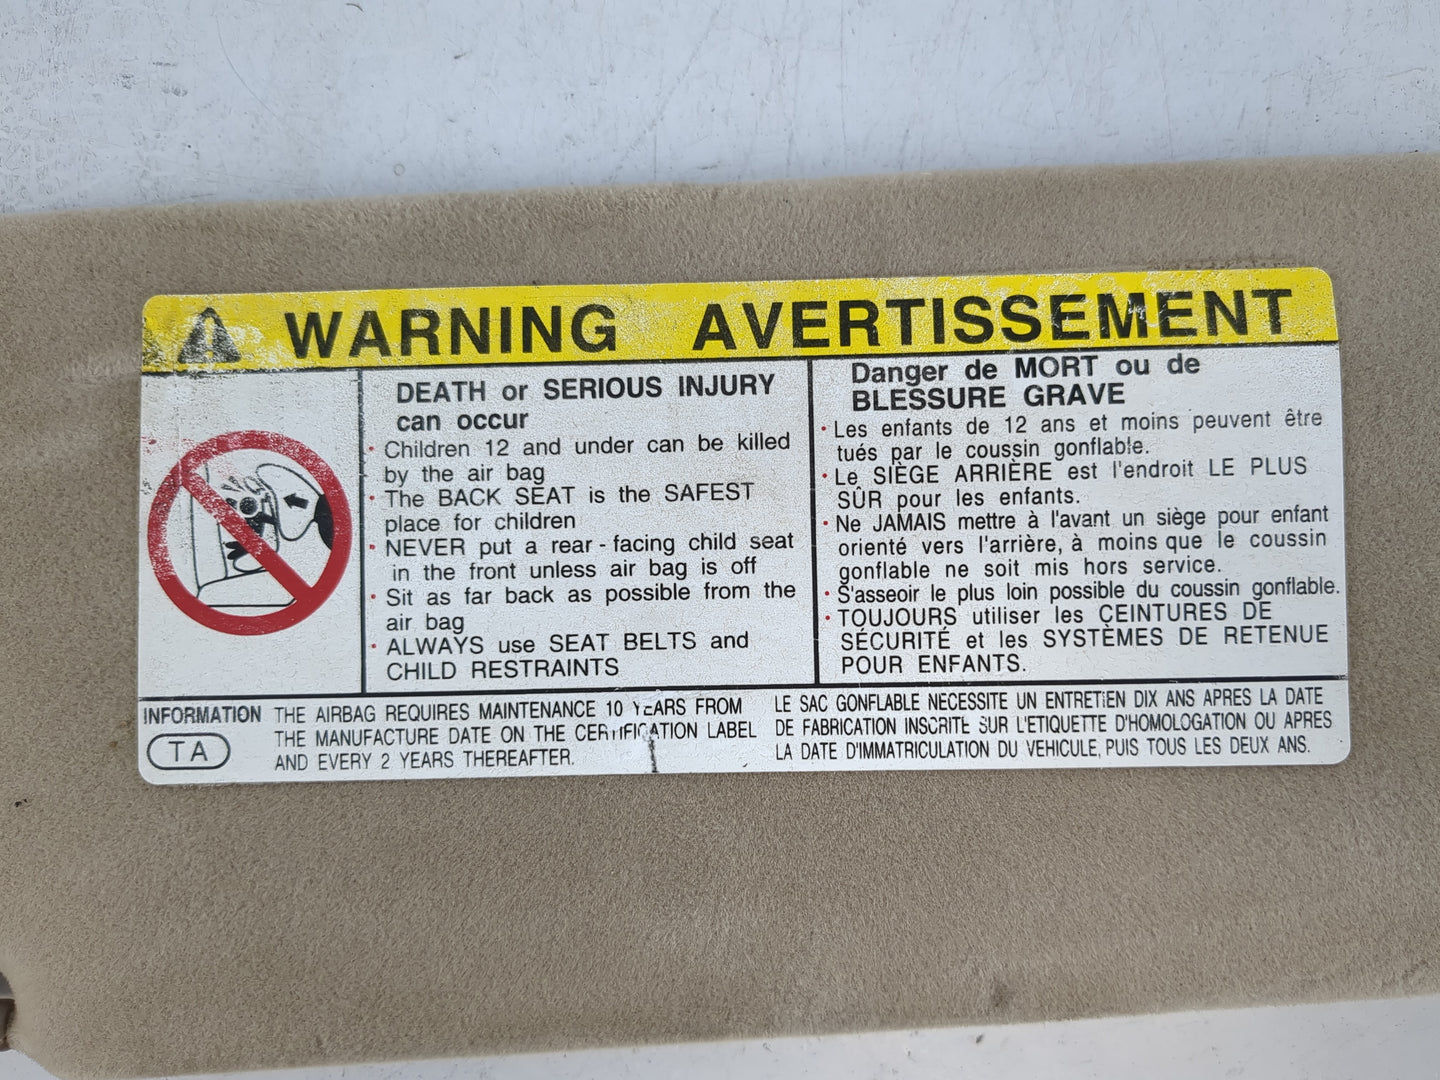 WARNING AVERTISSEMENT
DEATH or SERIOUS INJURY
can occur
• Children 12 and under can be killed
by the air bag
• The BACK SEAT is the SAFEST
place for children
• NEVER put a rear-facing child seat
in the front unless air bag is off
• Sit as far back as possible from the
air bag
• ALWAYS use SEAT BELTS and
CHILD RESTRAINTS
Danger de MORT ou de
BLESSURE GRAVE
• Les enfants de 12 ans et moins peuvent être
tués par le coussin gonflable.
• Le SIÈGE ARRIÈRE est l'endroit LE PLUS
SÛR pour les enfants.
• Ne JAMAIS mettre à l'avant un siège pour enfant
orienté vers l'arrière, à moins que le coussin
gonflable ne soit mis hors service.
• S'asseoir le plus loin possible du coussin gonflable.
• TOUJOURS utiliser les CEINTURES DE
SÉCURITÉ et les SYSTÈMES DE RETENUE
POUR ENFANTS.
INFORMATION
TA
THE AIRBAG REQUIRES MAINTENANCE 10 YEARS FROM
THE MANUFACTURE DATE ON THE CERTIFICATION LABEL
AND EVERY 2 YEARS THEREAFTER.
LE SAC GONFLABLE NECESSITE UN ENTRETIEN DIX ANS APRES LA DATE
DE FABRICATION INSCRITE SUR L'ETIQUETTE D'HOMOLOGATION OU APRES
LA DATE D'IMMATRICULATION DU VEHICULE, PUIS TOUS LES DEUX ANS.